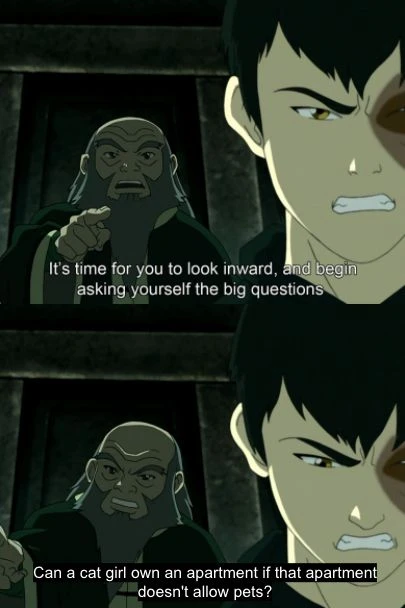 It's time for you to look inward, and begin
asking yourself the big questions
Can a cat girl own an apartment if that apartment
doesn't allow pets?